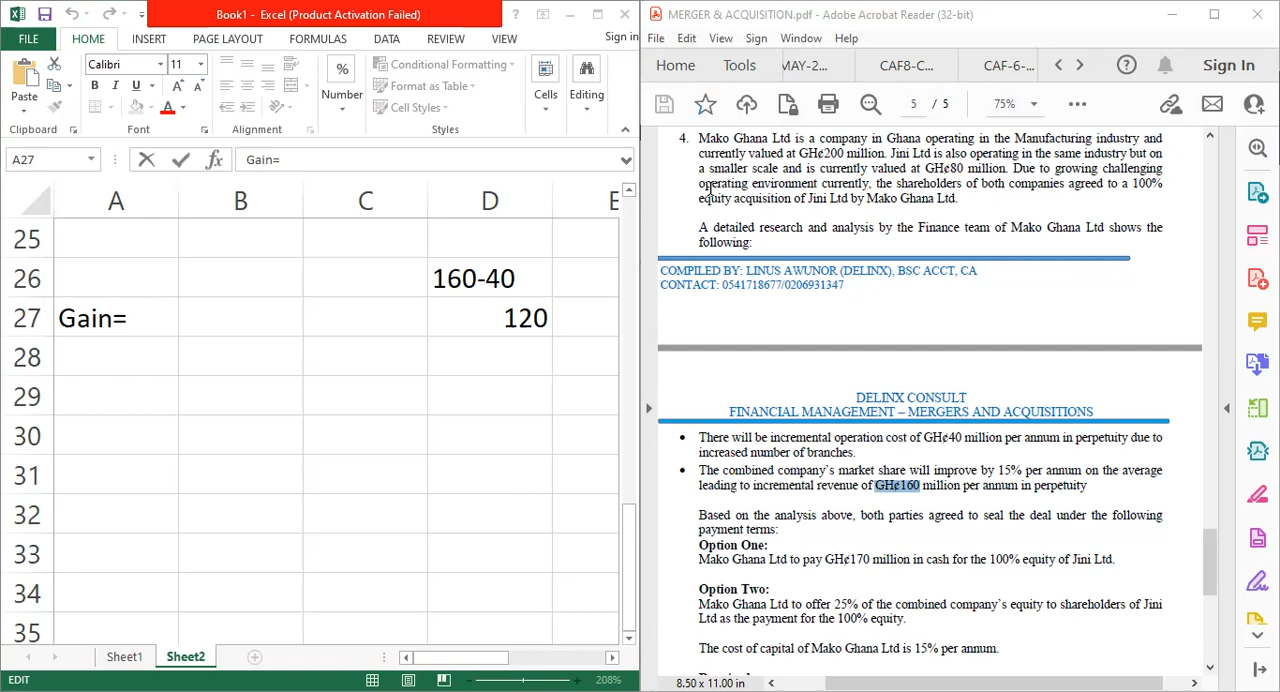 Book1 - Excel (Product Activation Failed)
FILE
HOME
INSERT
PAGE LAYOUT
FORMULAS
DATA
REVIEW
VIEW
Sign in
Paste
Calibri
11
B I U
A A
A
Clipboard
Font
Alignment
%
Number
Conditional Formatting
Format as Table
Cell Styles
Styles
Cells
Editing
A27
fx
Gain=
A B C D E
25
26 160-40
27 Gain= 120
28
29
30
31
32
33
34
35
Sheet1
Sheet2
EDIT
208%
MERGER & ACQUISITION.pdf - Adobe Acrobat Reader (32-bit)
File Edit View Sign Window Help
Home
Tools
MAY-2...
CAF8-C...
CAF-6-...
Sign In
5 / 5
75%
4. Mako Ghana Ltd is a company in Ghana operating in the Manufacturing industry and
currently valued at GH¢200 million. Jini Ltd is also operating in the same industry but on
a smaller scale and is currently valued at GH¢80 million. Due to growing challenging
operating environment currently, the shareholders of both companies agreed to a 100%
equity acquisition of Jini Ltd by Mako Ghana Ltd.
A detailed research and analysis by the Finance team of Mako Ghana Ltd shows the
following:
COMPILED BY: LINUS AWUNOR (DELINX), BSC ACCT, CA
CONTACT: 0541718677/0206931347
DELINX CONSULT
FINANCIAL MANAGEMENT – MERGERS AND ACQUISITIONS
• There will be incremental operation cost of GH¢40 million per annum in perpetuity due to
increased number of branches.
• The combined company's market share will improve by 15% per annum on the average
leading to incremental revenue of GH¢160 million per annum in perpetuity
Based on the analysis above, both parties agreed to seal the deal under the following
payment terms:
Option One:
Mako Ghana Ltd to pay GH¢170 million in cash for the 100% equity of Jini Ltd.
Option Two:
Mako Ghana Ltd to offer 25% of the combined company's equity to shareholders of Jini
Ltd as the payment for the 100% equity.
The cost of capital of Mako Ghana Ltd is 15% per annum.
8.50 x 11.00 in